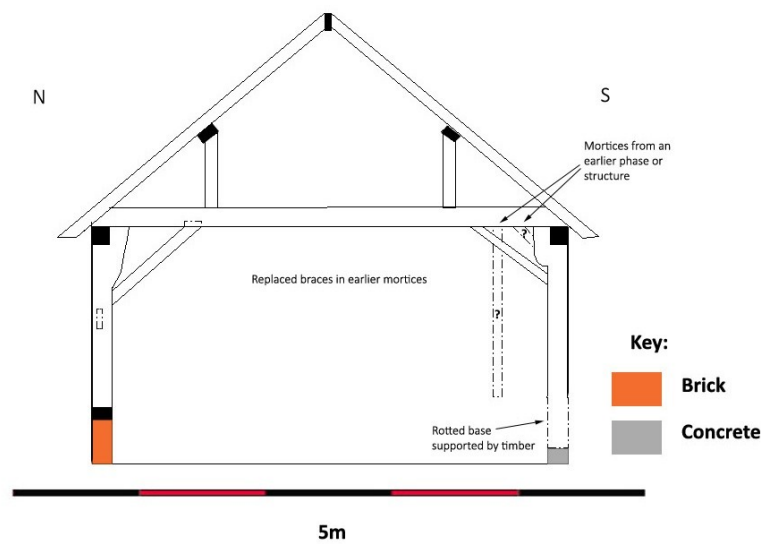 N
S
Mortices from an
earlier phase or
structure
?
Replaced braces in earlier mortices
?
Key:
Brick
Rotted base
supported by timber
Concrete
5m